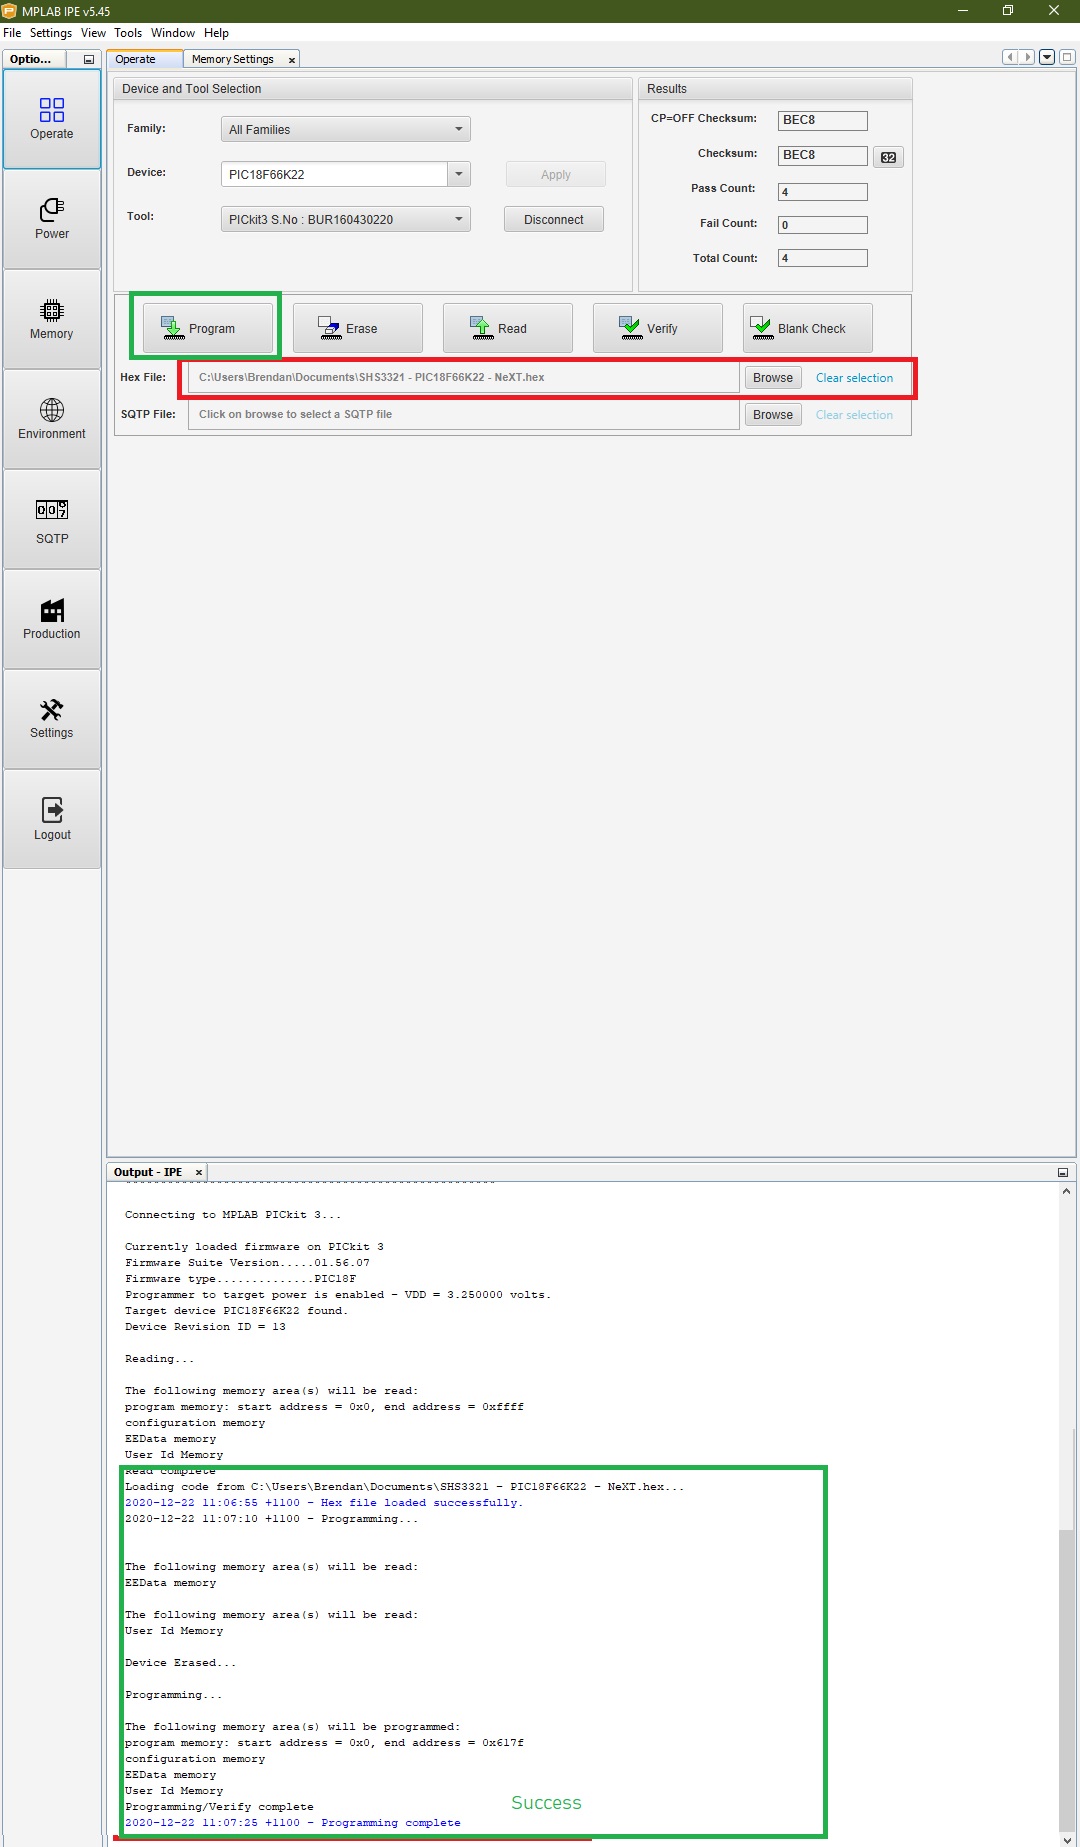 MPLAB IPE v5.45
File Settings View Tools Window Help
Optio...
Operate
Memory Settings
Operate
Power
Memory
Environment
SQTP
Production
Settings
Logout
Device and Tool Selection
Family:
All Families
Device:
PIC18F66K22
Apply
Tool:
PICkit3 S.No : BUR160430220
Disconnect
Results
CP=OFF Checksum: BEC8
Checksum: BEC8
32
Pass Count: 4
Fail Count: 0
Total Count: 4
Program
Erase
Read
Verify
Blank Check
Hex File: C:\Users\Brendan\Documents\SHS3321 - PIC18F66K22 - NeXT.hex Browse Clear selection
SQTP File: Click on browse to select a SQTP file Browse Clear selection
Output - IPE
Connecting to MPLAB PICkit 3...
Currently loaded firmware on PICkit 3
Firmware Suite Version.....01.56.07
Firmware type..............PIC18F
Programmer to target power is enabled - VDD = 3.250000 volts.
Target device PIC18F66K22 found.
Device Revision ID = 13
Reading...
The following memory area(s) will be read:
program memory: start address = 0x0, end address = 0xffff
configuration memory
EEData memory
User Id Memory
Read complete
Loading code from C:\Users\Brendan\Documents\SHS3321 - PIC18F66K22 - NeXT.hex...
2020-12-22 11:06:55 +1100 - Hex file loaded successfully.
2020-12-22 11:07:10 +1100 - Programming...
The following memory area(s) will be read:
EEData memory
The following memory area(s) will be read:
User Id Memory
Device Erased...
Programming...
The following memory area(s) will be programmed:
program memory: start address = 0x0, end address = 0x617f
configuration memory
EEData memory
User Id Memory
Programming/Verify complete
2020-12-22 11:07:25 +1100 - Programming complete
Success